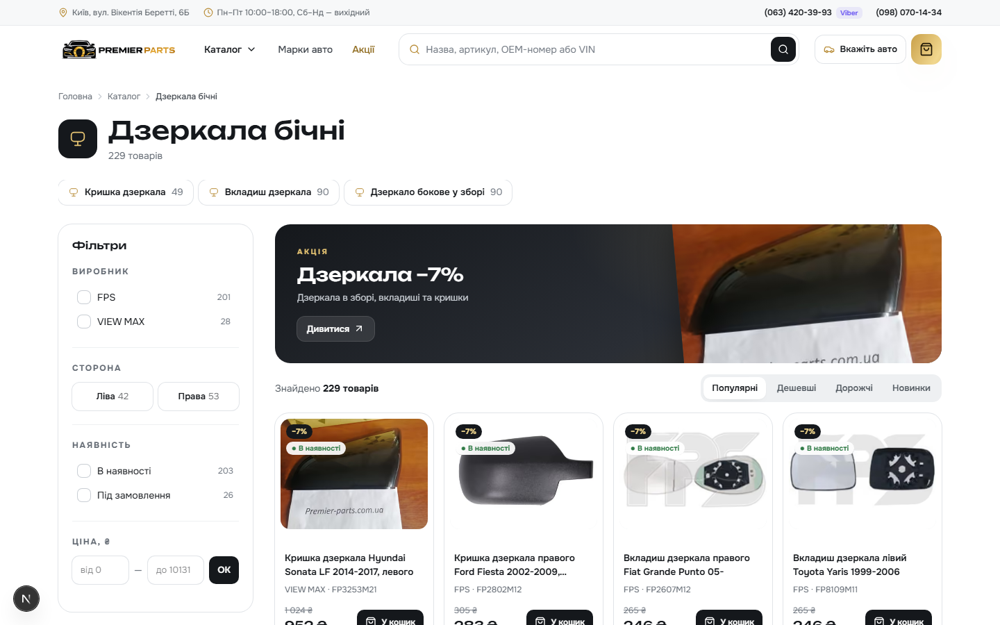 Київ, вул. Вікентія Беретті, 6Б
Пн–Пт 10:00–18:00, Сб–Нд — вихідний
(063) 420-39-93 Viber
(098) 070-14-34
PREMIER PARTS
Каталог
Марки авто
Акції
Назва, артикул, OEM-номер або VIN
Вкажіть авто
Головна
Каталог
Дзеркала бічні
Дзеркала бічні
229 товарів
Кришка дзеркала 49
Вкладиш дзеркала 90
Дзеркало бокове у зборі 90
Фільтри
ВИРОБНИК
FPS 201
VIEW MAX 28
СТОРОНА
Ліва 42
Права 53
НАЯВНІСТЬ
В наявності 203
Під замовлення 26
ЦІНА, ₴
від 0
—
до 10131
ОК
АКЦІЯ
Дзеркала −7%
Дзеркала в зборі, вкладиші та кришки
Дивитися
Знайдено 229 товарів
Популярні
Дешевші
Дорожчі
Новинки
−7%
В наявності
Premier-parts.com.ua
Кришка дзеркала Hyundai
Sonata LF 2014-2017, левого
VIEW MAX · FP3253M21
1 024 ₴
952 ₴
У кошик
−7%
В наявності
Кришка дзеркала правого
Ford Fiesta 2002-2009,...
FPS · FP2802M12
305 ₴
283 ₴
У кошик
−7%
В наявності
FPS
Вкладиш дзеркала правого
Fiat Grande Punto 05-
FPS · FP2607M12
265 ₴
246 ₴
У кошик
−7%
В наявності
FPS
Вкладиш дзеркала лівий
Toyota Yaris 1999-2006
FPS · FP8109M11
265 ₴
246 ₴
У кошик
N